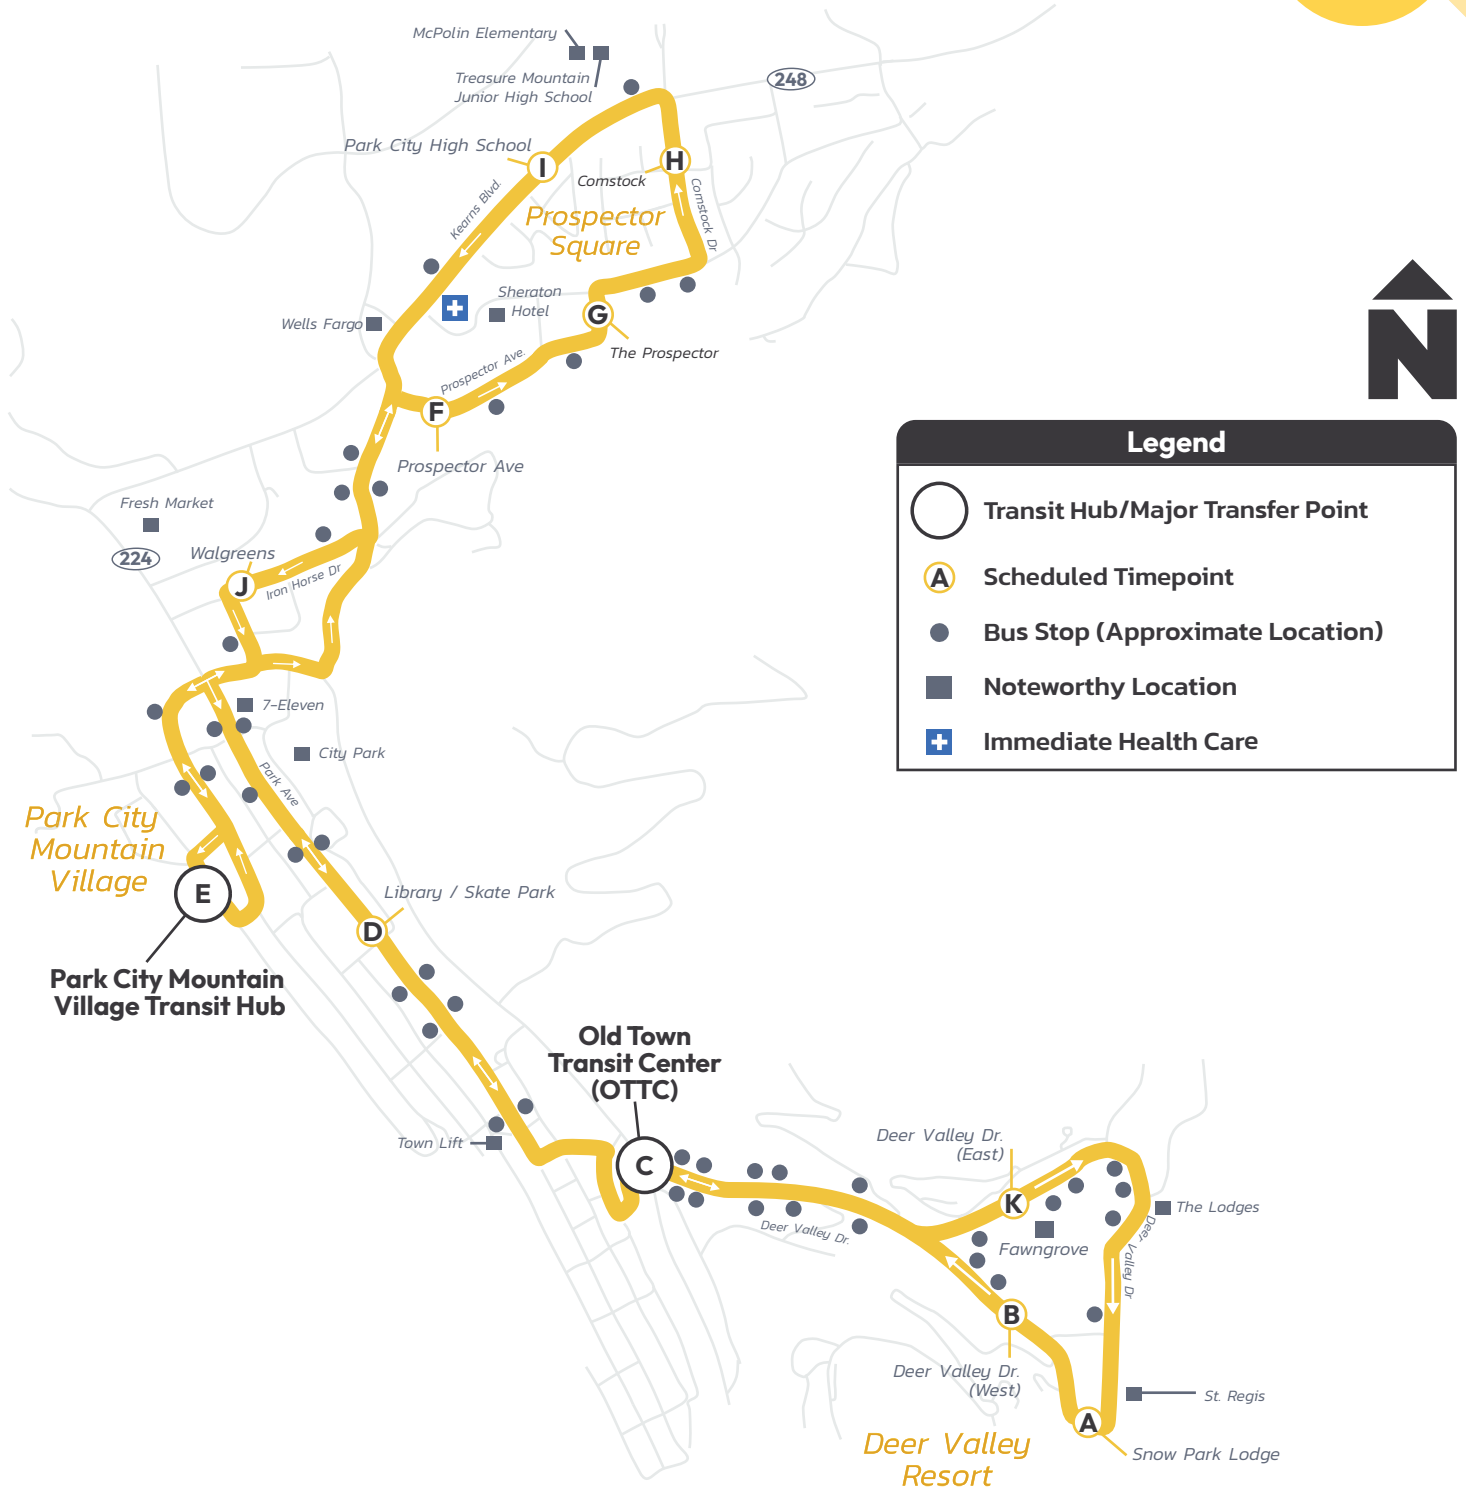 McPolin Elementary
Treasure Mountain
Junior High School
248
Park City High School
I
H
Comstock
Kearns Blvd.
Comstock Dr
Prospector
Square
Sheraton
Hotel
Wells Fargo
G
The Prospector
Prospector Ave.
F
Prospector Ave
N
Legend
Transit Hub/Major Transfer Point
A
Scheduled Timepoint
Bus Stop (Approximate Location)
Noteworthy Location
Immediate Health Care
Fresh Market
224
Walgreens
J
Iron Horse Dr
7-Eleven
City Park
Park Ave
Park City
Mountain
Village
E
Park City Mountain
Village Transit Hub
Library / Skate Park
D
Old Town
Transit Center
(OTTC)
C
Town Lift
Deer Valley Dr.
Deer Valley Dr.
(East)
K
Fawngrove
The Lodges
Deer Valley Dr
B
Deer Valley Dr.
(West)
St. Regis
A
Snow Park Lodge
Deer Valley
Resort